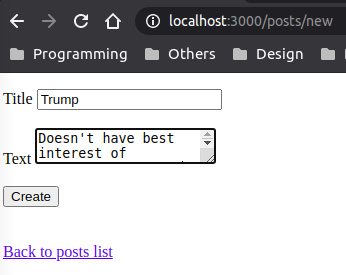 localhost:3000/posts/new
Programming Others Design
Title Trump
Text Doesn't have best
interest of
Create
Back to posts list